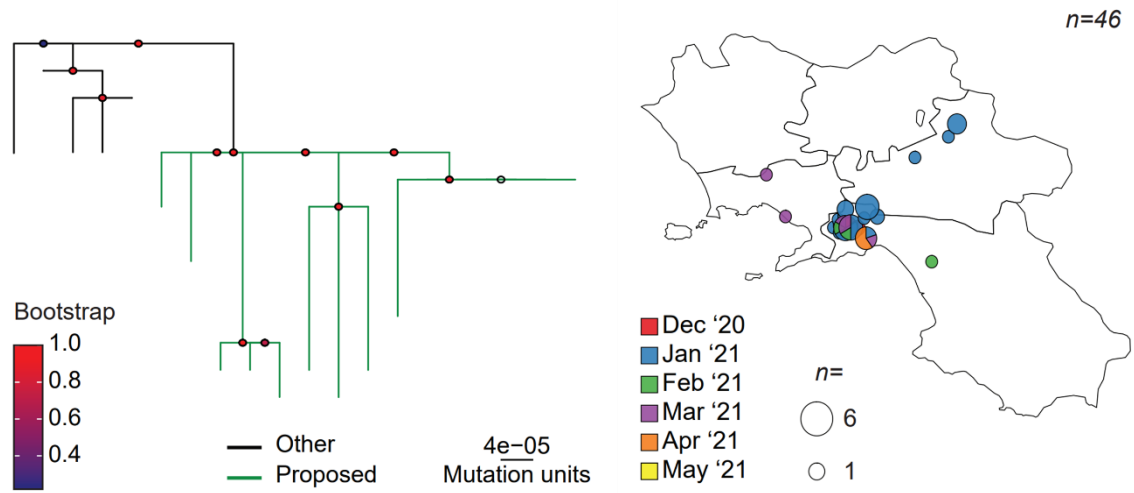 n=46
Bootstrap
1.0
0.8
0.6
0.4
Other
Proposed
4e−05
Mutation units
Dec ‘20
Jan ‘21
Feb ‘21
Mar ‘21
Apr ‘21
May ‘21
n=
6
1